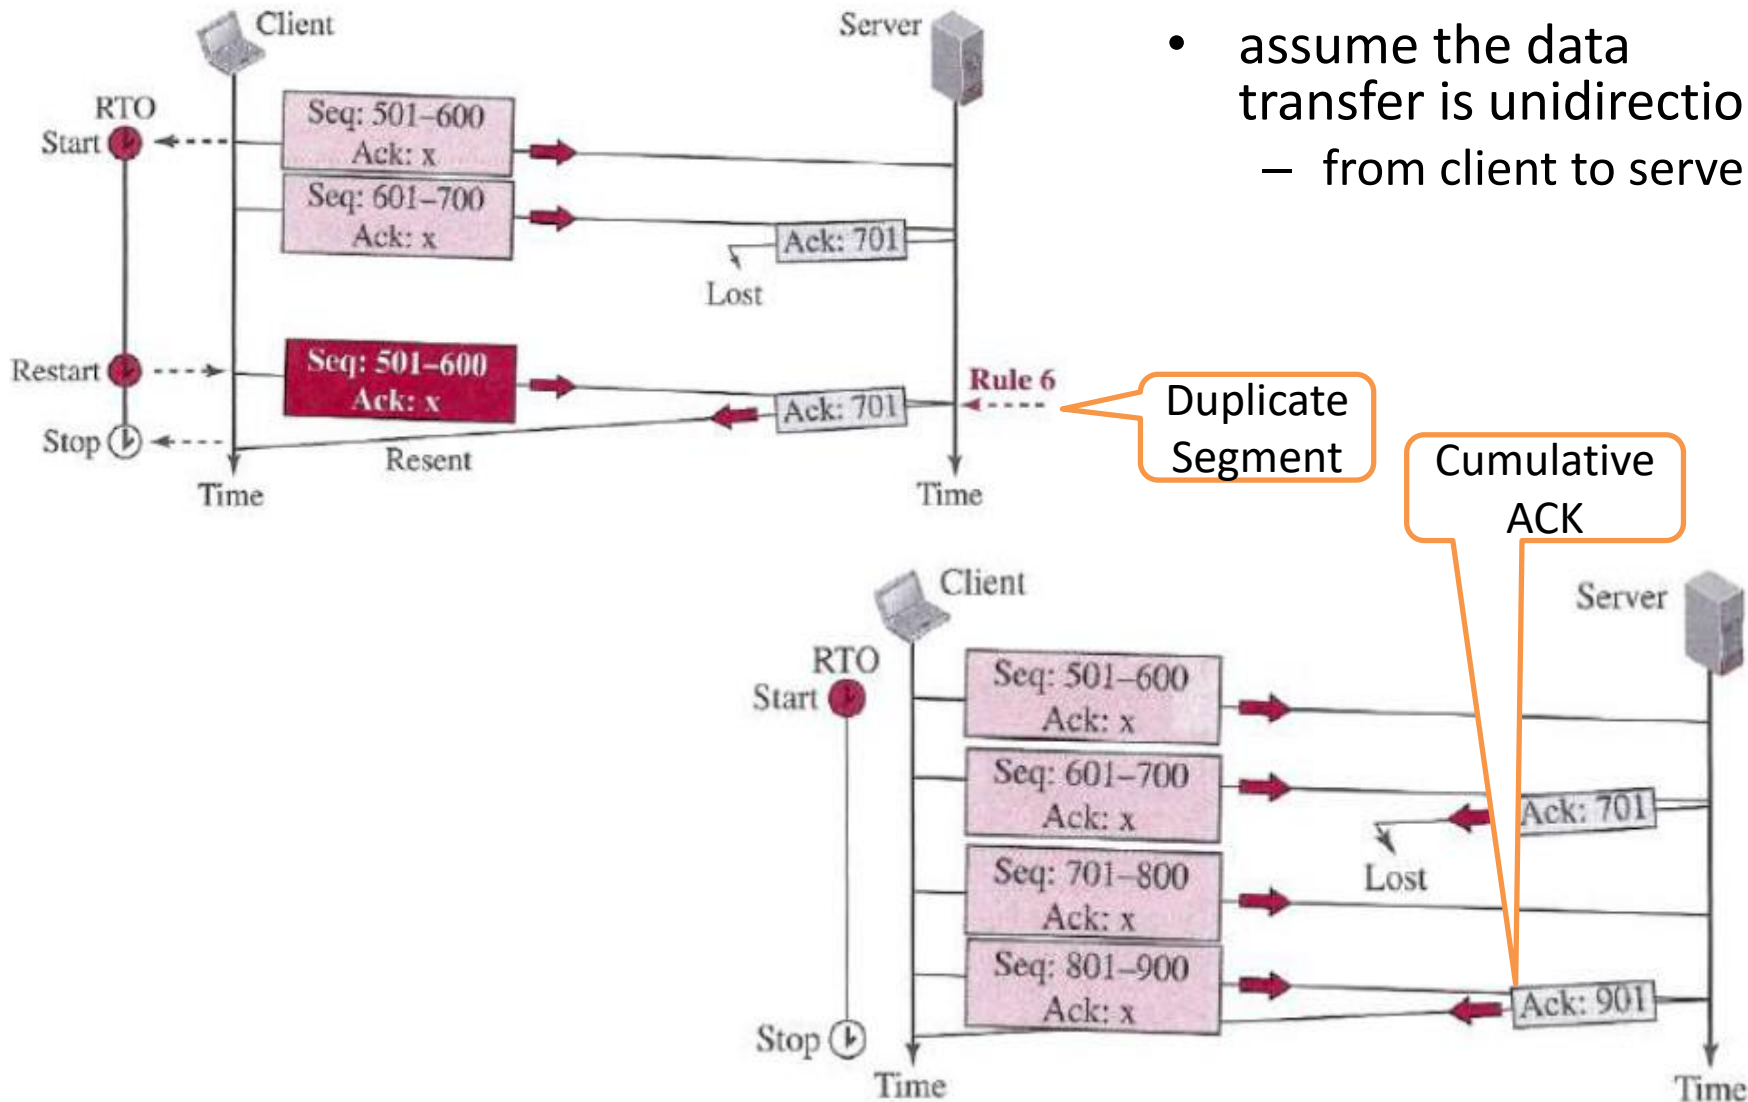 Client
Server
• assume the data
transfer is unidirectio
– from client to serve
RTO
Start
Seq: 501–600
Ack: x
Seq: 601–700
Ack: x
Ack: 701
Lost
Restart
Seq: 501–600
Ack: x
Rule 6
Ack: 701
Duplicate
Segment
Stop
Resent
Time
Time
Cumulative
ACK
Client
Server
RTO
Start
Seq: 501–600
Ack: x
Seq: 601–700
Ack: x
Ack: 701
Lost
Seq: 701–800
Ack: x
Seq: 801–900
Ack: x
Ack: 901
Stop
Time
Time